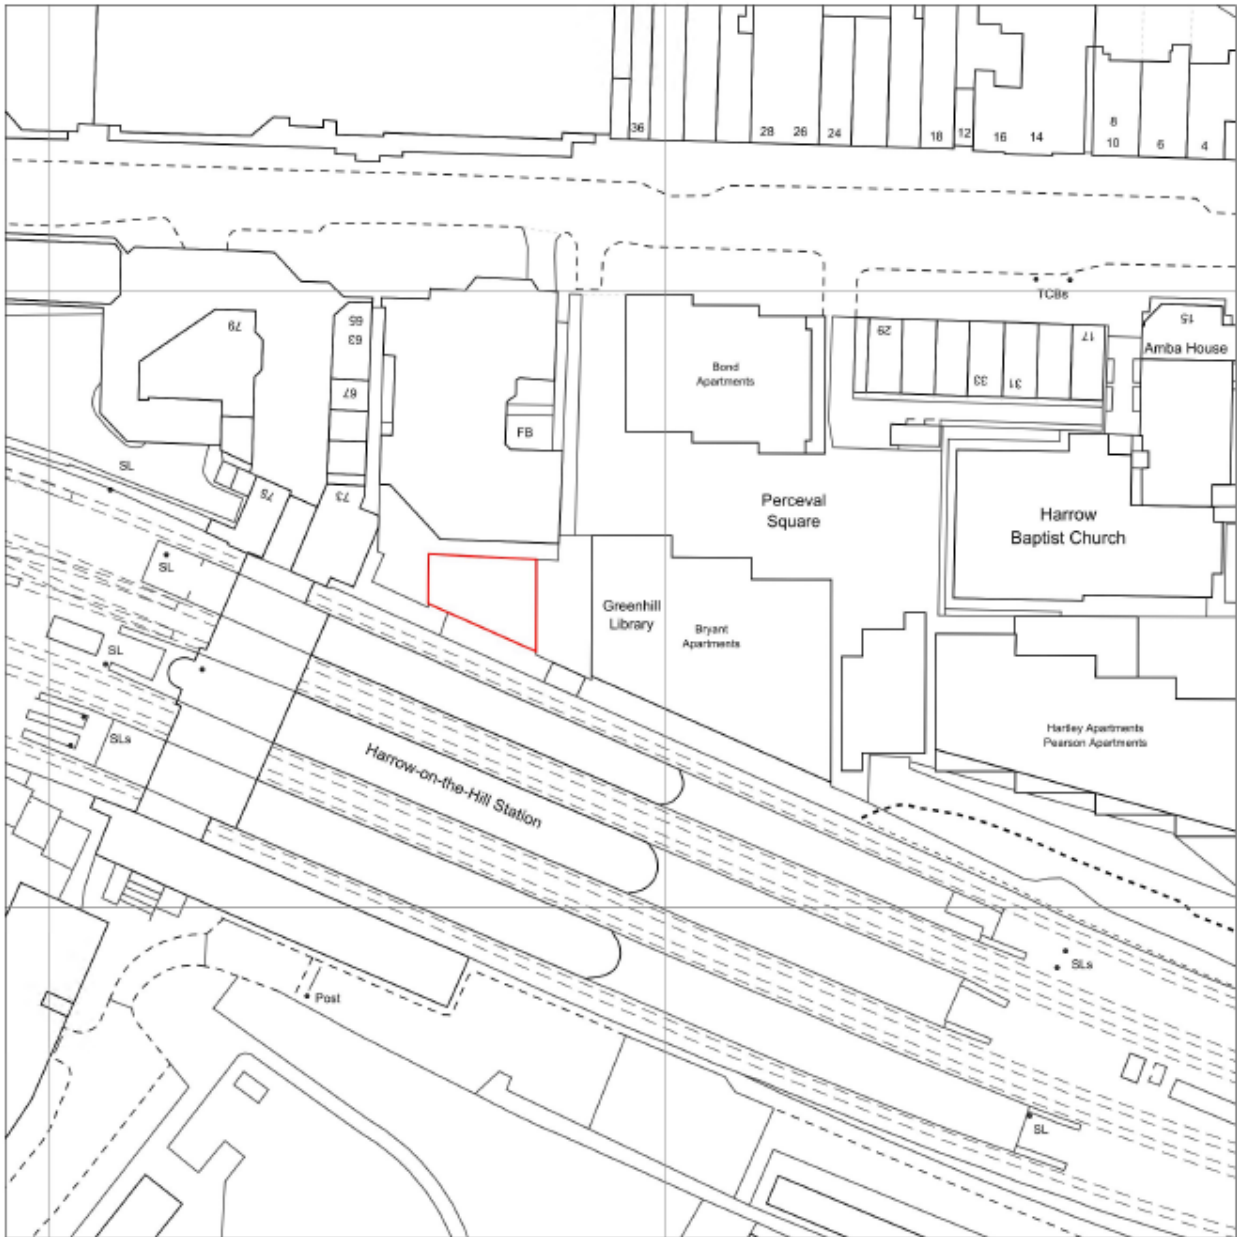 36
28
26
24
18
12
16
14
8
10
6
4
TCBs
79
65
63
67
FB
Bond
Apartments
29
33
31
17
15
Amba House
SL
75
73
Perceval
Square
Harrow
Baptist Church
SL
Greenhill
Library
Bryant
Apartments
SL
SLs
Hartley Apartments
Pearson Apartments
Harrow-on-the-Hill Station
SLs
Post
SL